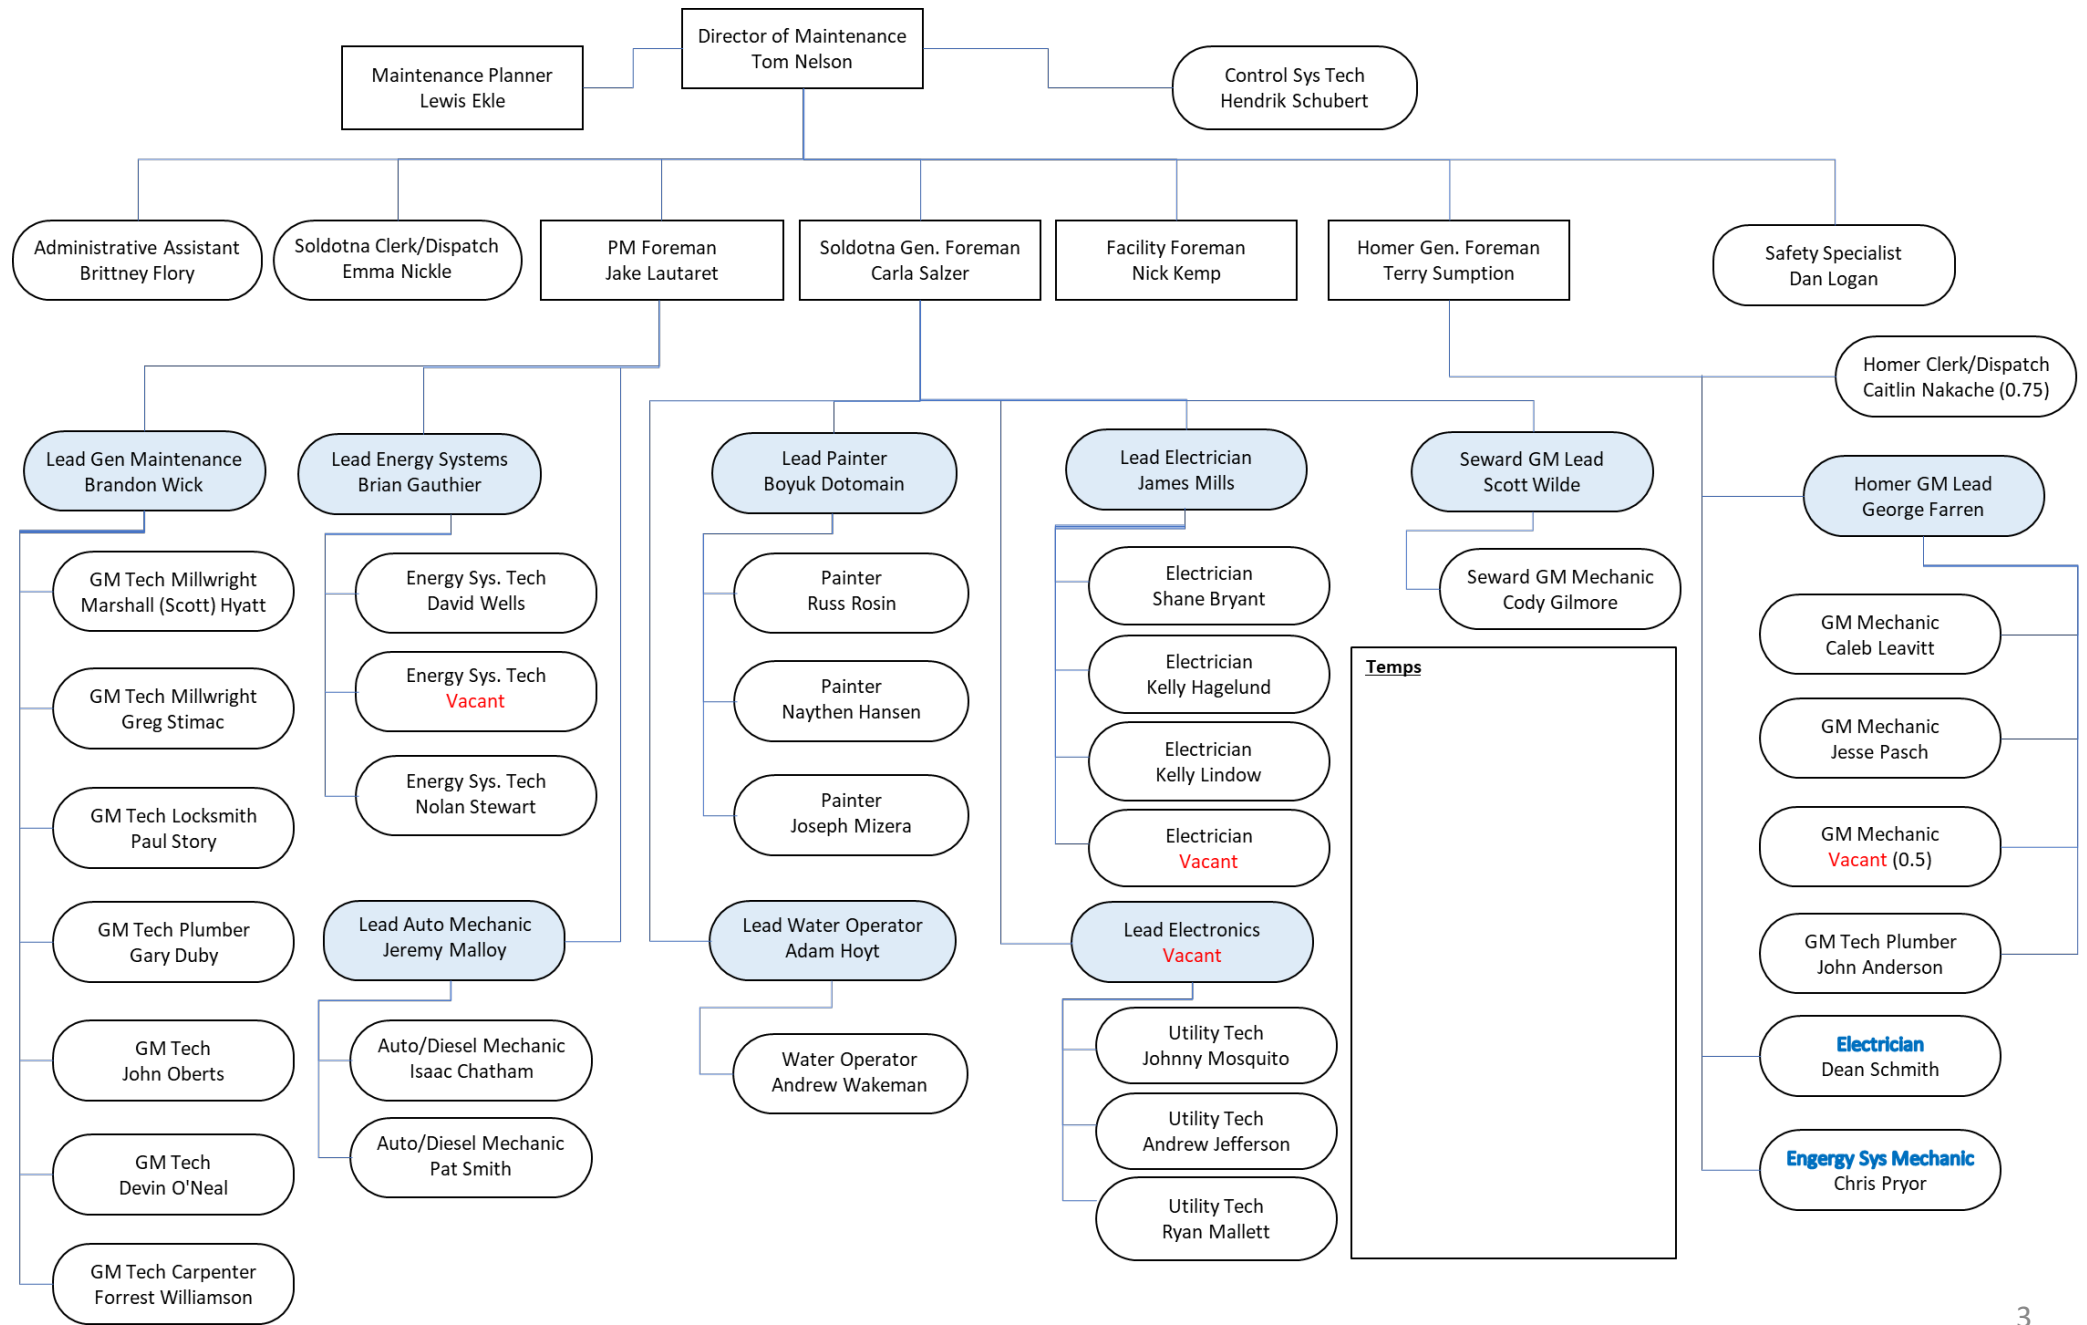 Director of Maintenance
Tom Nelson
Maintenance Planner
Lewis Ekle
Control Sys Tech
Hendrik Schubert
Administrative Assistant
Brittney Flory
Soldotna Clerk/Dispatch
Emma Nickle
PM Foreman
Jake Lautaret
Soldotna Gen. Foreman
Carla Salzer
Facility Foreman
Nick Kemp
Homer Gen. Foreman
Terry Sumption
Safety Specialist
Dan Logan
Homer Clerk/Dispatch
Caitlin Nakache (0.75)
Lead Gen Maintenance
Brandon Wick
GM Tech Millwright
Marshall (Scott) Hyatt
GM Tech Millwright
Greg Stimac
GM Tech Locksmith
Paul Story
GM Tech Plumber
Gary Duby
GM Tech
John Oberts
GM Tech
Devin O'Neal
GM Tech Carpenter
Forrest Williamson
Lead Energy Systems
Brian Gauthier
Energy Sys. Tech
David Wells
Energy Sys. Tech
Vacant
Energy Sys. Tech
Nolan Stewart
Lead Auto Mechanic
Jeremy Malloy
Auto/Diesel Mechanic
Isaac Chatham
Auto/Diesel Mechanic
Pat Smith
Lead Painter
Boyuk Dotomain
Painter
Russ Rosin
Painter
Naythen Hansen
Painter
Joseph Mizera
Lead Water Operator
Adam Hoyt
Water Operator
Andrew Wakeman
Lead Electrician
James Mills
Electrician
Shane Bryant
Electrician
Kelly Hagelund
Electrician
Kelly Lindow
Electrician
Vacant
Lead Electronics
Vacant
Utility Tech
Johnny Mosquito
Utility Tech
Andrew Jefferson
Utility Tech
Ryan Mallett
Seward GM Lead
Scott Wilde
Seward GM Mechanic
Cody Gilmore
Temps
Homer GM Lead
George Farren
GM Mechanic
Caleb Leavitt
GM Mechanic
Jesse Pasch
GM Mechanic
Vacant (0.5)
GM Tech Plumber
John Anderson
Electrician
Dean Schmith
Engergy Sys Mechanic
Chris Pryor
3